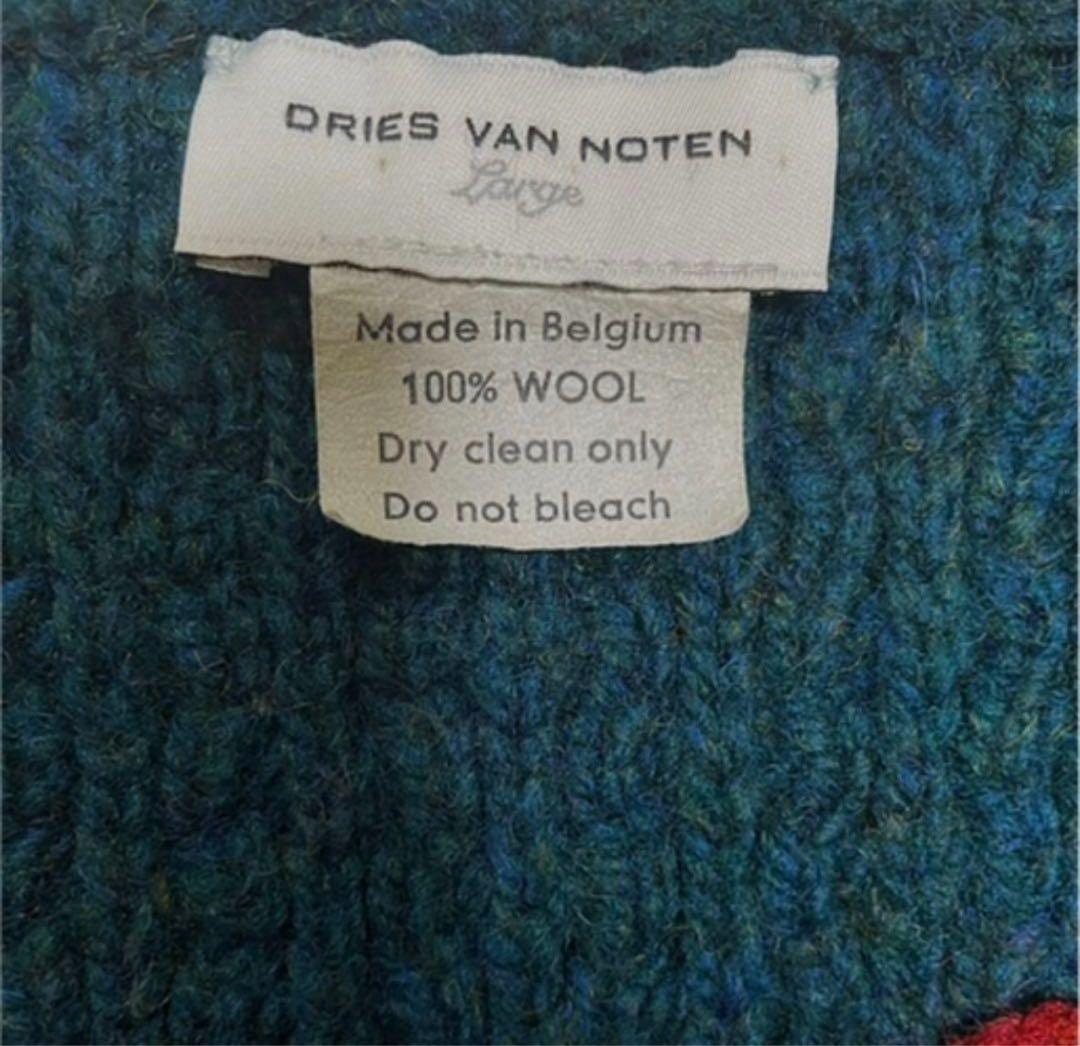 DRIES VAN NOTEN
Large
Made in Belgium
100% WOOL
Dry clean only
Do not bleach